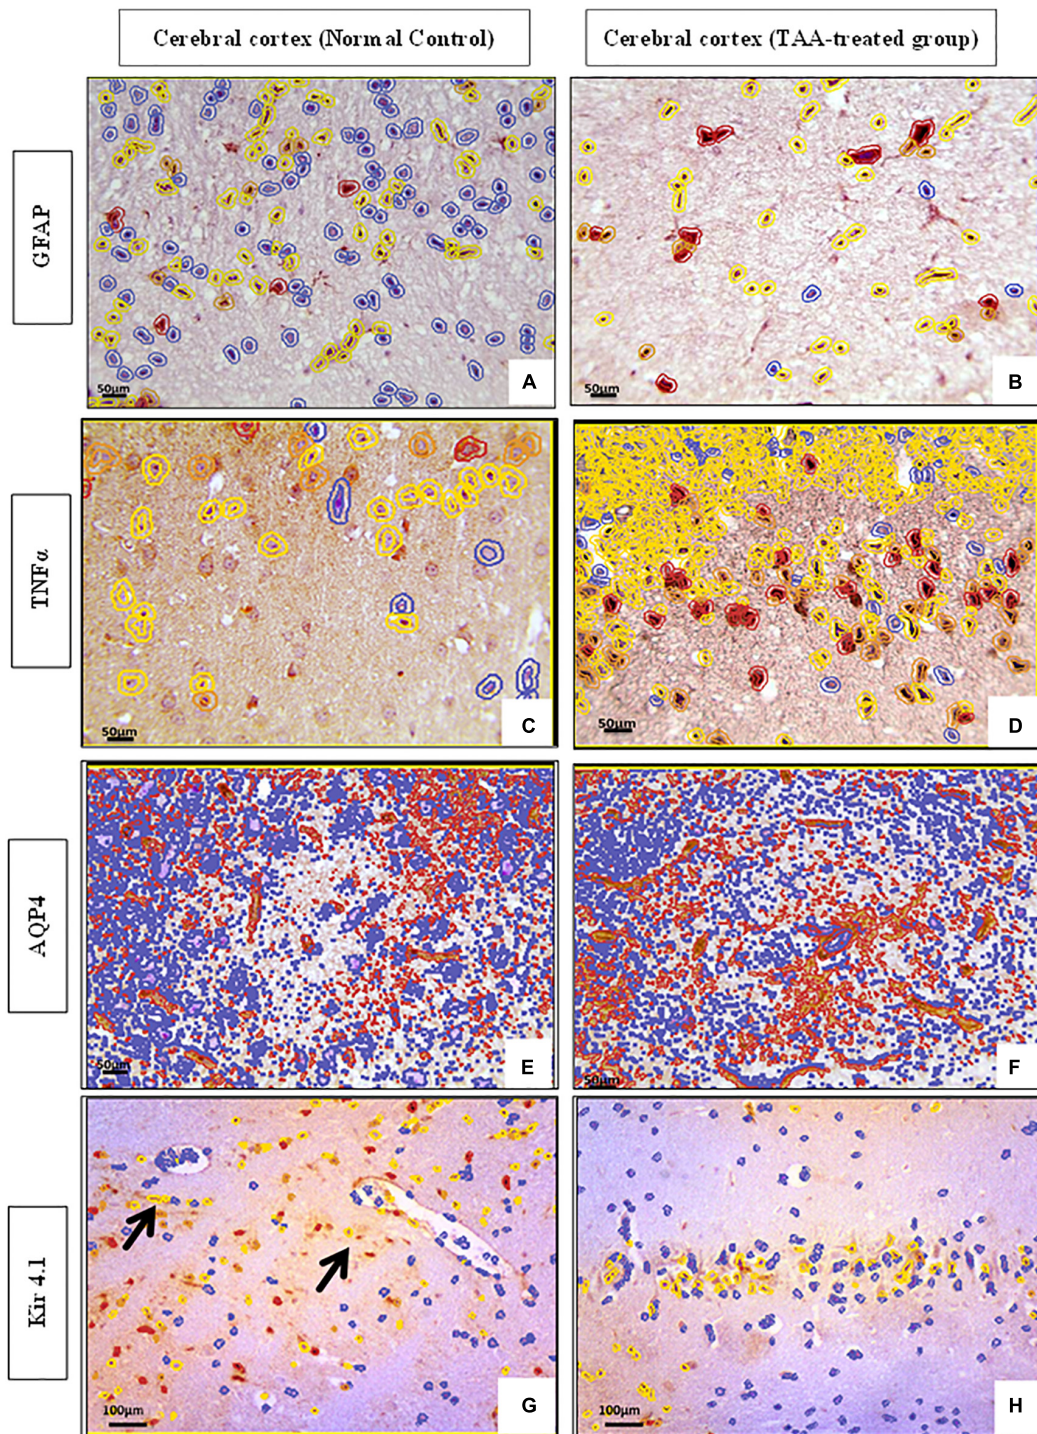 Cerebral cortex (Normal Control)
Cerebral cortex (TAA-treated group)
GFAP
50μm
A
50μm
B
TNFα
50μm
C
50μm
D
AQP4
50μm
E
50μm
F
Kir 4.1
100μm
G
100μm
H